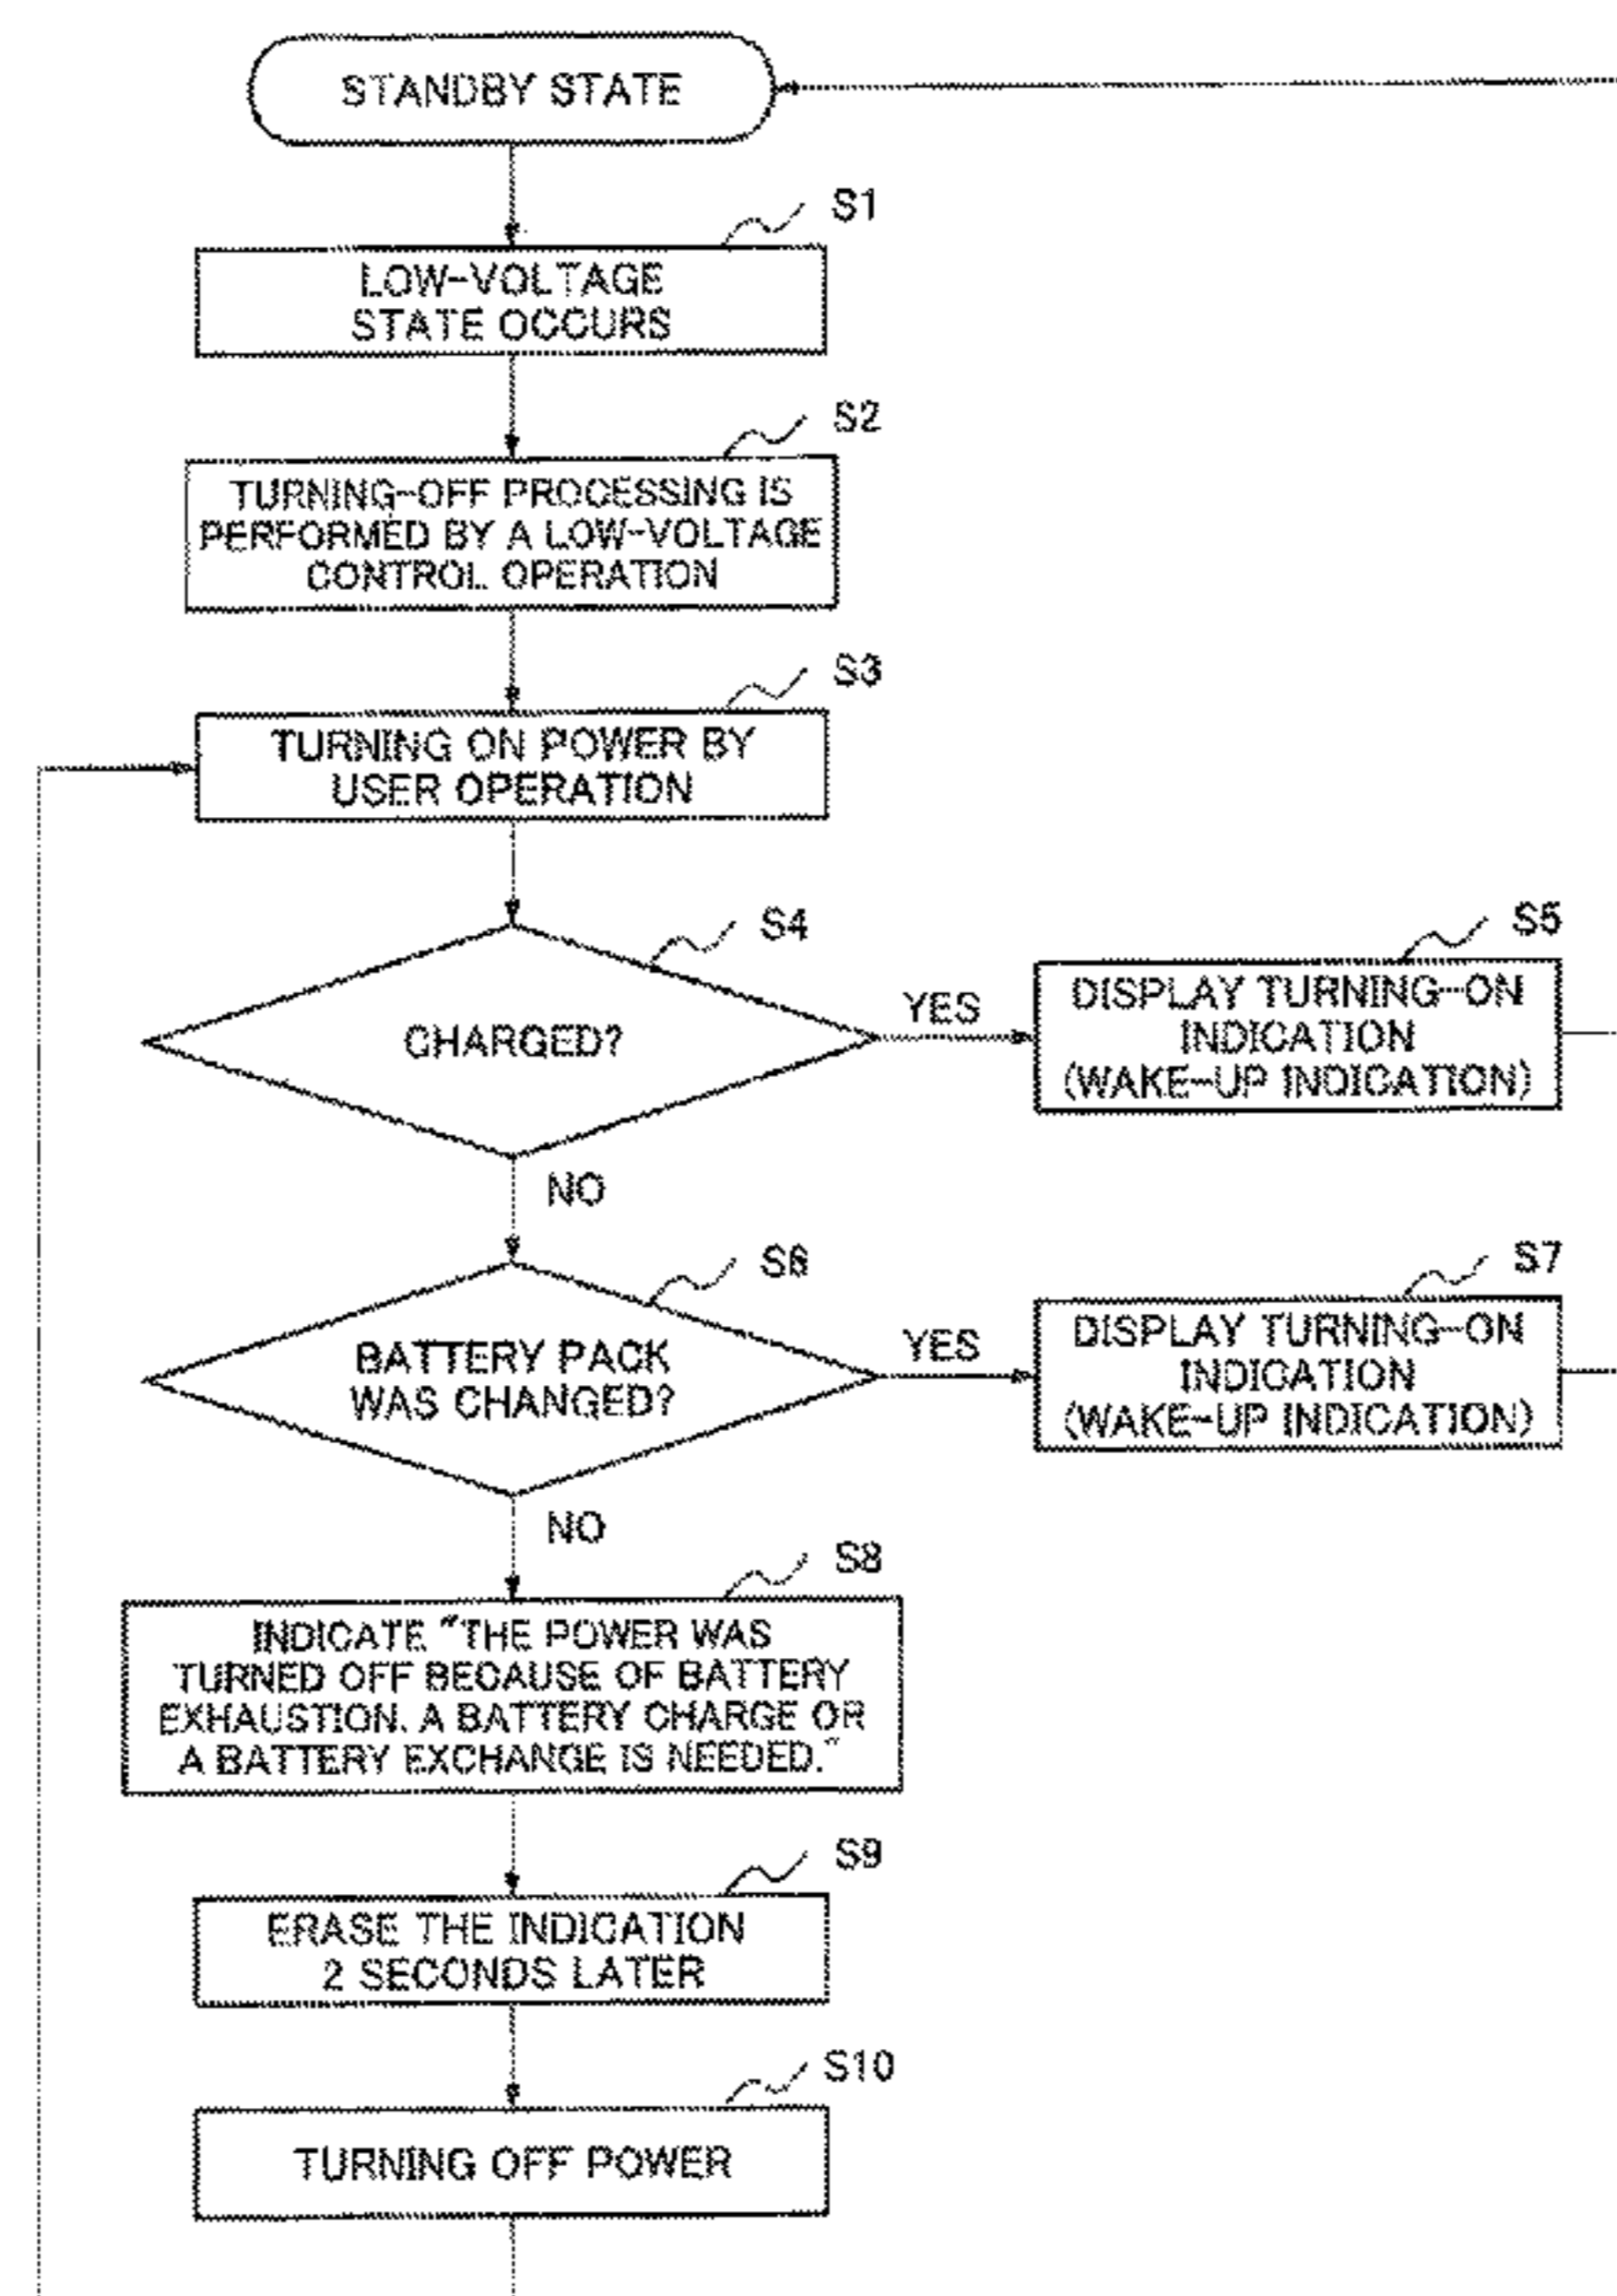 STANDBY STATE
S1
LOW-VOLTAGE
STATE OCCURS
S2
TURNING-OFF PROCESSING IS
PERFORMED BY A LOW-VOLTAGE
CONTROL OPERATION
S3
TURNING ON POWER BY
USER OPERATION
S4
CHARGED?
YES
S5
DISPLAY TURNING-ON
INDICATION
(WAKE-UP INDICATION)
NO
S6
BATTERY PACK
WAS CHANGED?
YES
S7
DISPLAY TURNING-ON
INDICATION
(WAKE-UP INDICATION)
NO
S8
INDICATE "THE POWER WAS
TURNED OFF BECAUSE OF BATTERY
EXHAUSTION. A BATTERY CHARGE OR
A BATTERY EXCHANGE IS NEEDED."
S9
ERASE THE INDICATION
2 SECONDS LATER
S10
TURNING OFF POWER